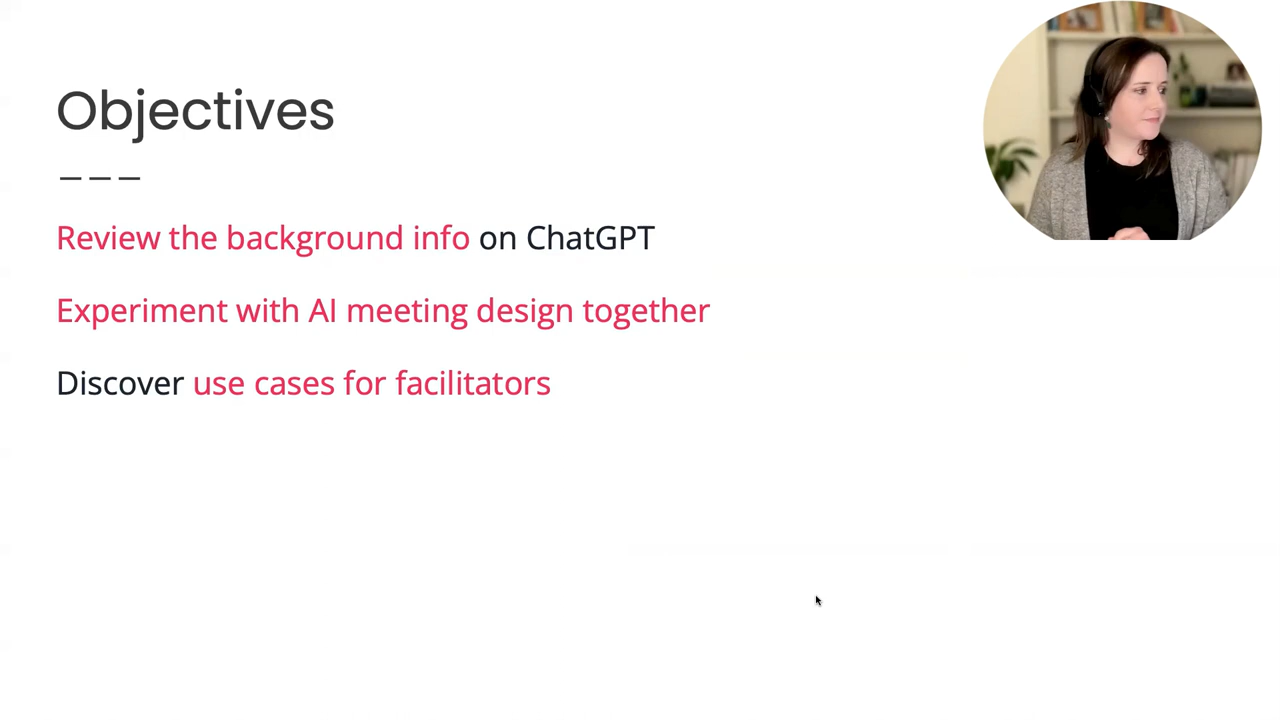 Objectives
Review the background info on ChatGPT
Experiment with AI meeting design together
Discover use cases for facilitators